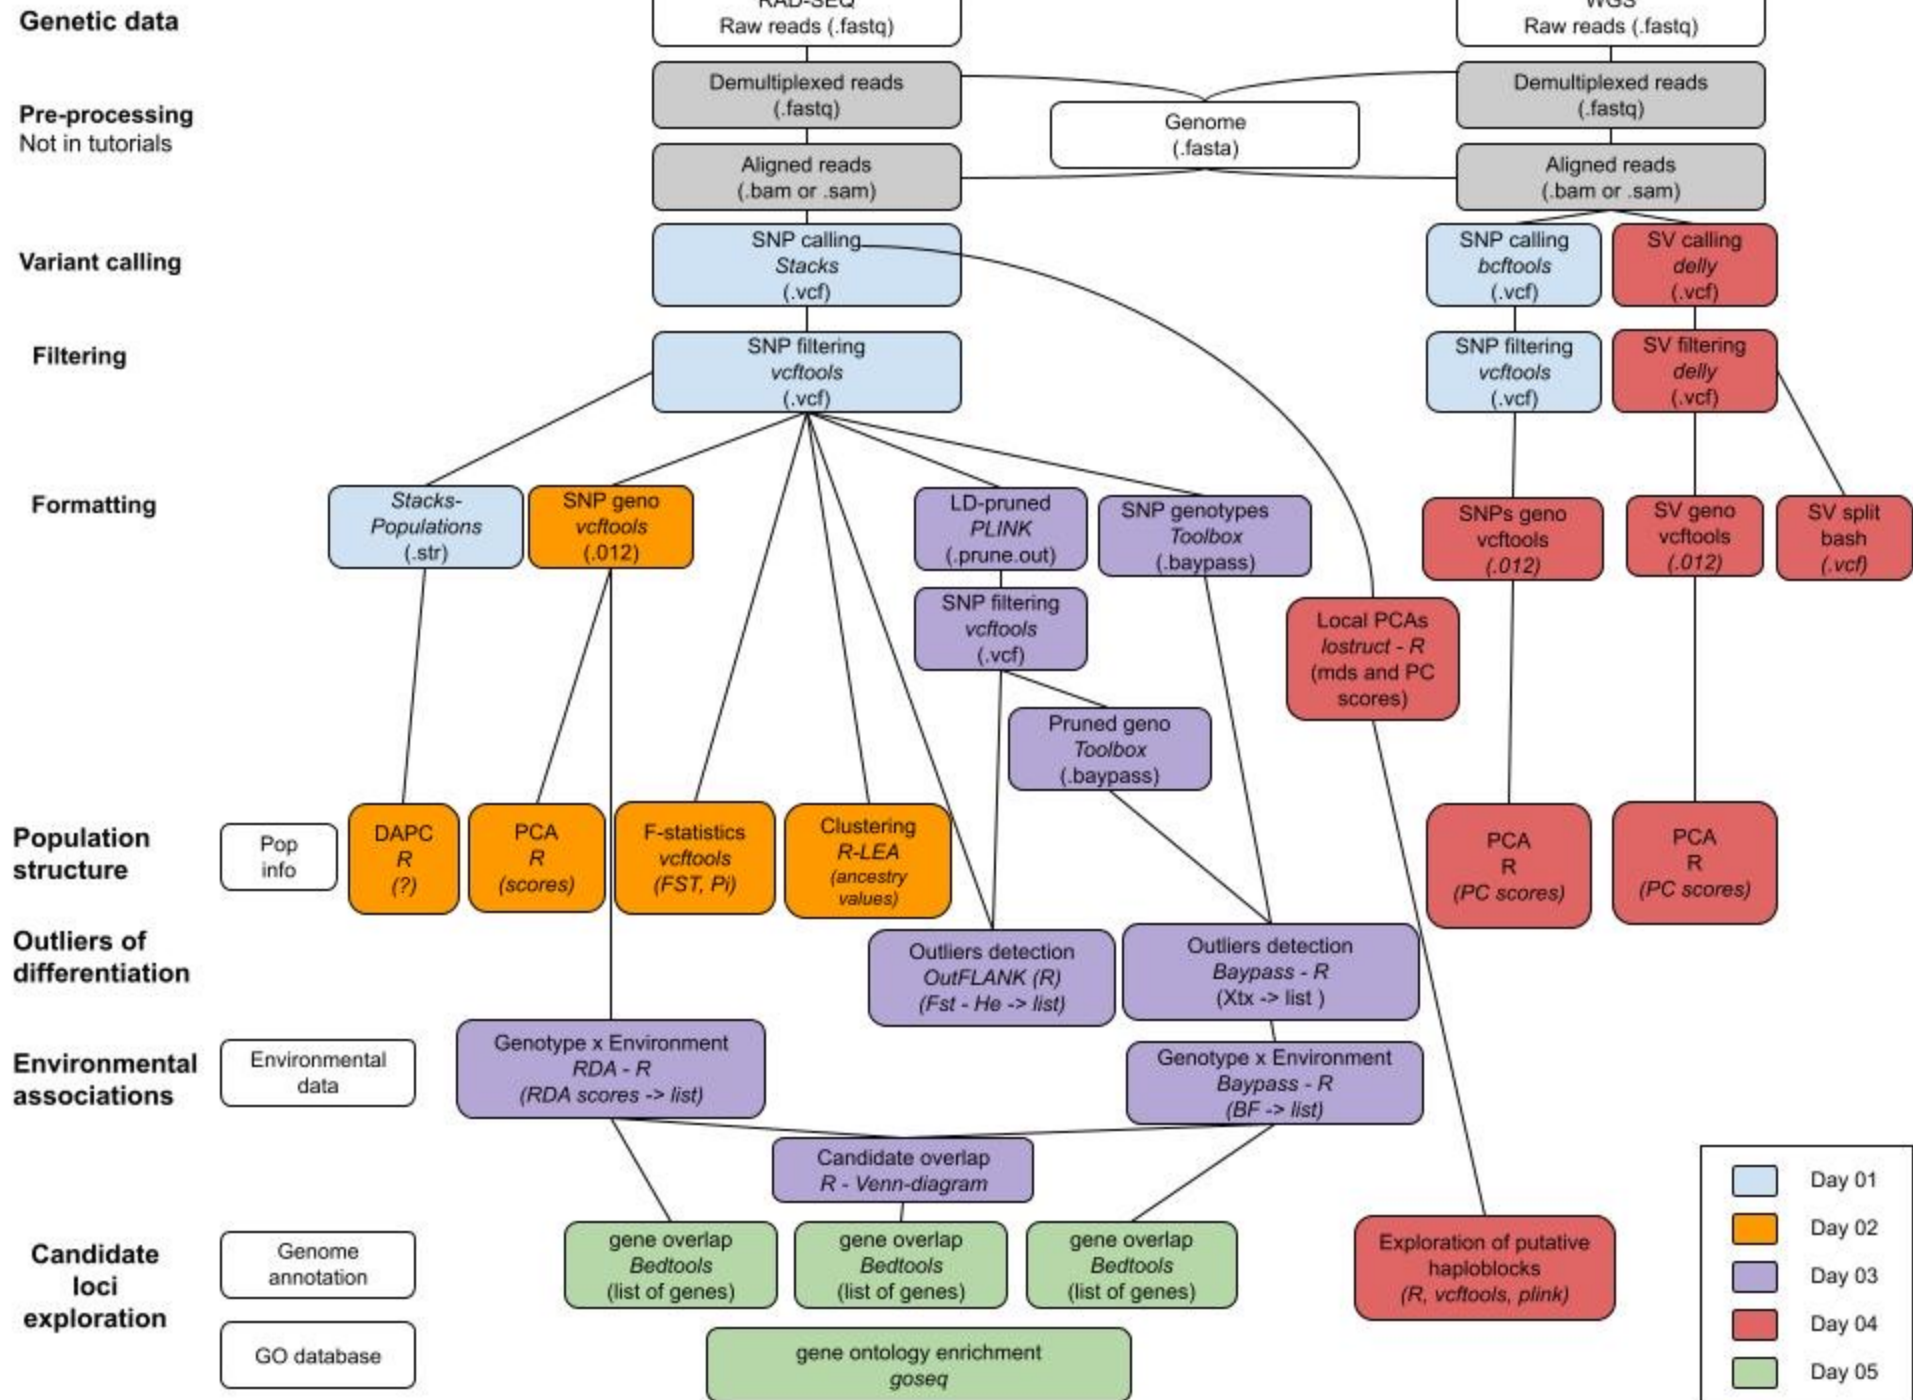 Genetic data
RAD-SEQ
Raw reads (.fastq)
WGS
Raw reads (.fastq)
Pre-processing
Not in tutorials
Demultiplexed reads
(.fastq)
Genome
(.fasta)
Demultiplexed reads
(.fastq)
Aligned reads
(.bam or .sam)
Aligned reads
(.bam or .sam)
Variant calling
SNP calling
Stacks
(.vcf)
SNP calling
bcftools
(.vcf)
SV calling
delly
(.vcf)
Filtering
SNP filtering
vcftools
(.vcf)
SNP filtering
vcftools
(.vcf)
SV filtering
delly
(.vcf)
Formatting
Stacks-
Populations
(.str)
SNP geno
vcftools
(.012)
LD-pruned
PLINK
(.prune.out)
SNP genotypes
Toolbox
(.baypass)
SNPs geno
vcftools
(.012)
SV geno
vcftools
(.012)
SV split
bash
(.vcf)
SNP filtering
vcftools
(.vcf)
Local PCAs
lostruct - R
(mds and PC
scores)
Pruned geno
Toolbox
(.baypass)
Population
structure
Pop
info
DAPC
R
(?)
PCA
R
(scores)
F-statistics
vcftools
(FST, Pi)
Clustering
R-LEA
(ancestry
values)
PCA
R
(PC scores)
PCA
R
(PC scores)
Outliers of
differentiation
Outliers detection
OutFLANK (R)
(Fst - He -> list)
Outliers detection
Baypass - R
(Xtx -> list )
Environmental
associations
Environmental
data
Genotype x Environment
RDA - R
(RDA scores -> list)
Genotype x Environment
Baypass - R
(BF -> list)
Candidate overlap
R - Venn-diagram
Candidate
loci
exploration
Genome
annotation
gene overlap
Bedtools
(list of genes)
gene overlap
Bedtools
(list of genes)
gene overlap
Bedtools
(list of genes)
Exploration of putative
haploblocks
(R, vcftools, plink)
GO database
gene ontology enrichment
goseq
Day 01
Day 02
Day 03
Day 04
Day 05